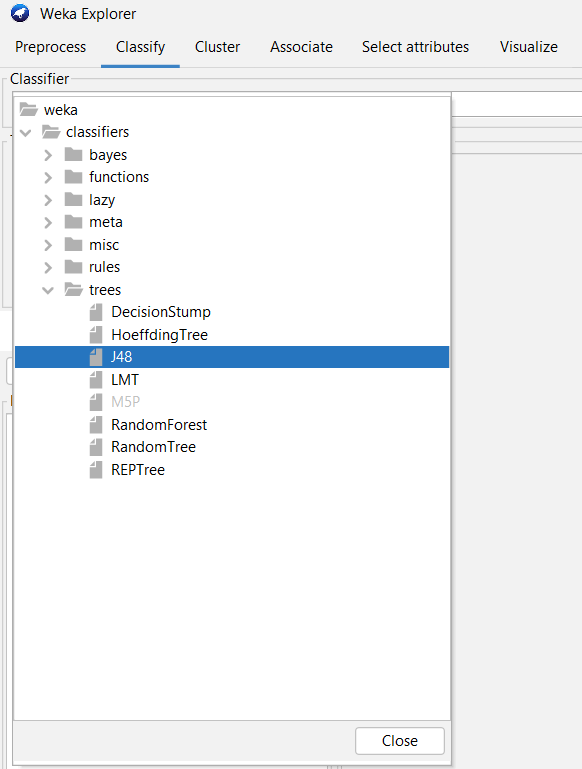 Weka Explorer
Preprocess Classify Cluster Associate Select attributes Visualize
Classifier
weka
classifiers
bayes
functions
lazy
meta
misc
rules
trees
DecisionStump
HoeffdingTree
J48
LMT
M5P
RandomForest
RandomTree
REPTree
Close